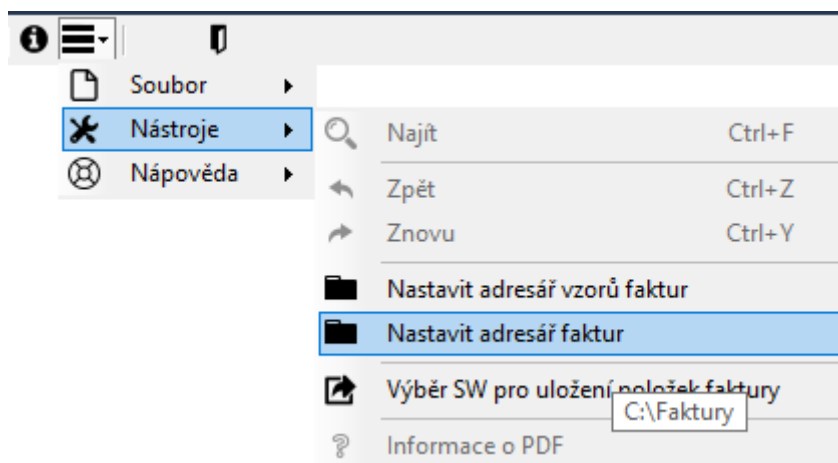 Soubor
Nástroje
Nápověda
Najít Ctrl+F
Zpět Ctrl+Z
Znovu Ctrl+Y
Nastavit adresář vzorů faktur
Nastavit adresář faktur
Výběr SW pro uložení položek faktury
C:\Faktury
Informace o PDF